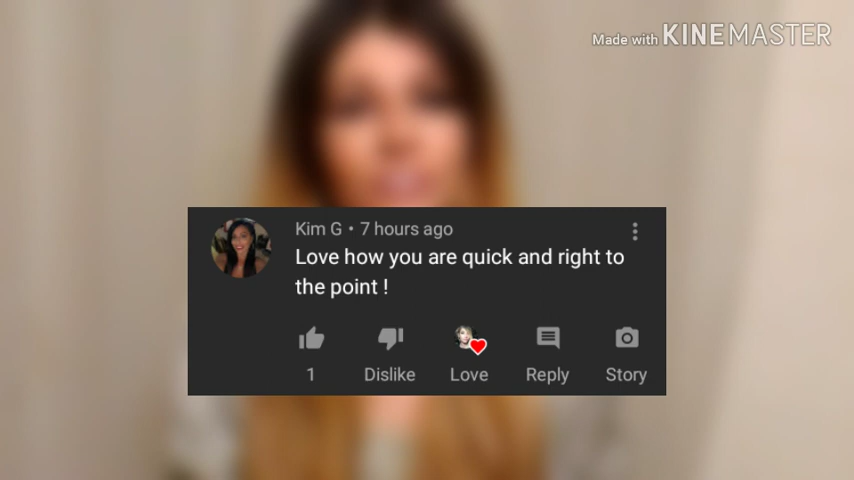 Made with KINEMASTER
Kim G • 7 hours ago
Love how you are quick and right to
the point !
1 Dislike Love Reply Story